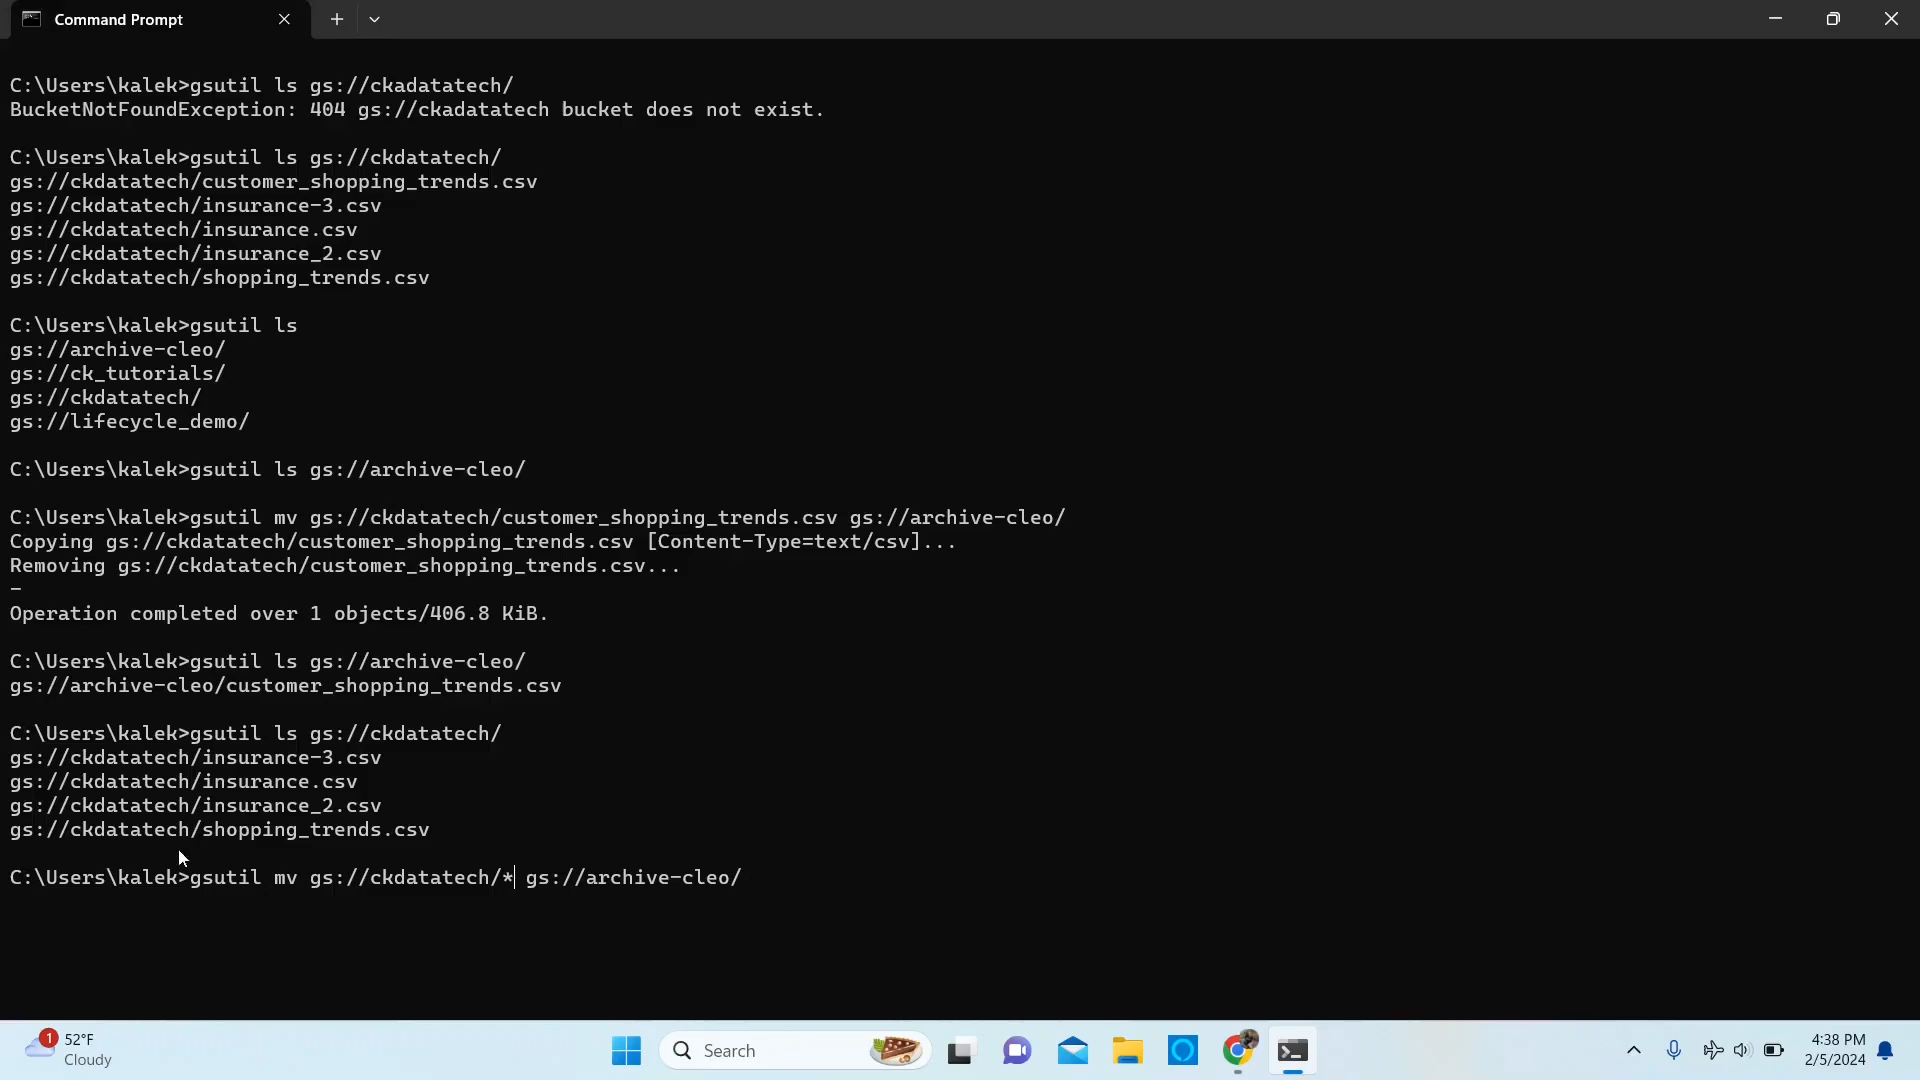 Command Prompt
C:\Users\kalek>gsutil ls gs://ckadatatech/
BucketNotFoundException: 404 gs://ckadatatech bucket does not exist.
C:\Users\kalek>gsutil ls gs://ckdatatech/
gs://ckdatatech/customer_shopping_trends.csv
gs://ckdatatech/insurance-3.csv
gs://ckdatatech/insurance.csv
gs://ckdatatech/insurance_2.csv
gs://ckdatatech/shopping_trends.csv
C:\Users\kalek>gsutil ls
gs://archive-cleo/
gs://ck_tutorials/
gs://ckdatatech/
gs://lifecycle_demo/
C:\Users\kalek>gsutil ls gs://archive-cleo/
C:\Users\kalek>gsutil mv gs://ckdatatech/customer_shopping_trends.csv gs://archive-cleo/
Copying gs://ckdatatech/customer_shopping_trends.csv [Content-Type=text/csv]...
Removing gs://ckdatatech/customer_shopping_trends.csv...
-
Operation completed over 1 objects/406.8 KiB.
C:\Users\kalek>gsutil ls gs://archive-cleo/
gs://archive-cleo/customer_shopping_trends.csv
C:\Users\kalek>gsutil ls gs://ckdatatech/
gs://ckdatatech/insurance-3.csv
gs://ckdatatech/insurance.csv
gs://ckdatatech/insurance_2.csv
gs://ckdatatech/shopping_trends.csv
C:\Users\kalek>gsutil mv gs://ckdatatech/* gs://archive-cleo/
1
52°F
Cloudy
Search
4:38 PM
2/5/2024